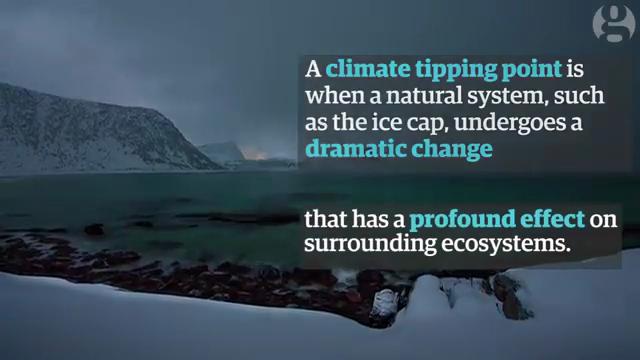 g
A climate tipping point is
when a natural system, such
as the ice cap, undergoes a
dramatic change
that has a profound effect on
surrounding ecosystems.